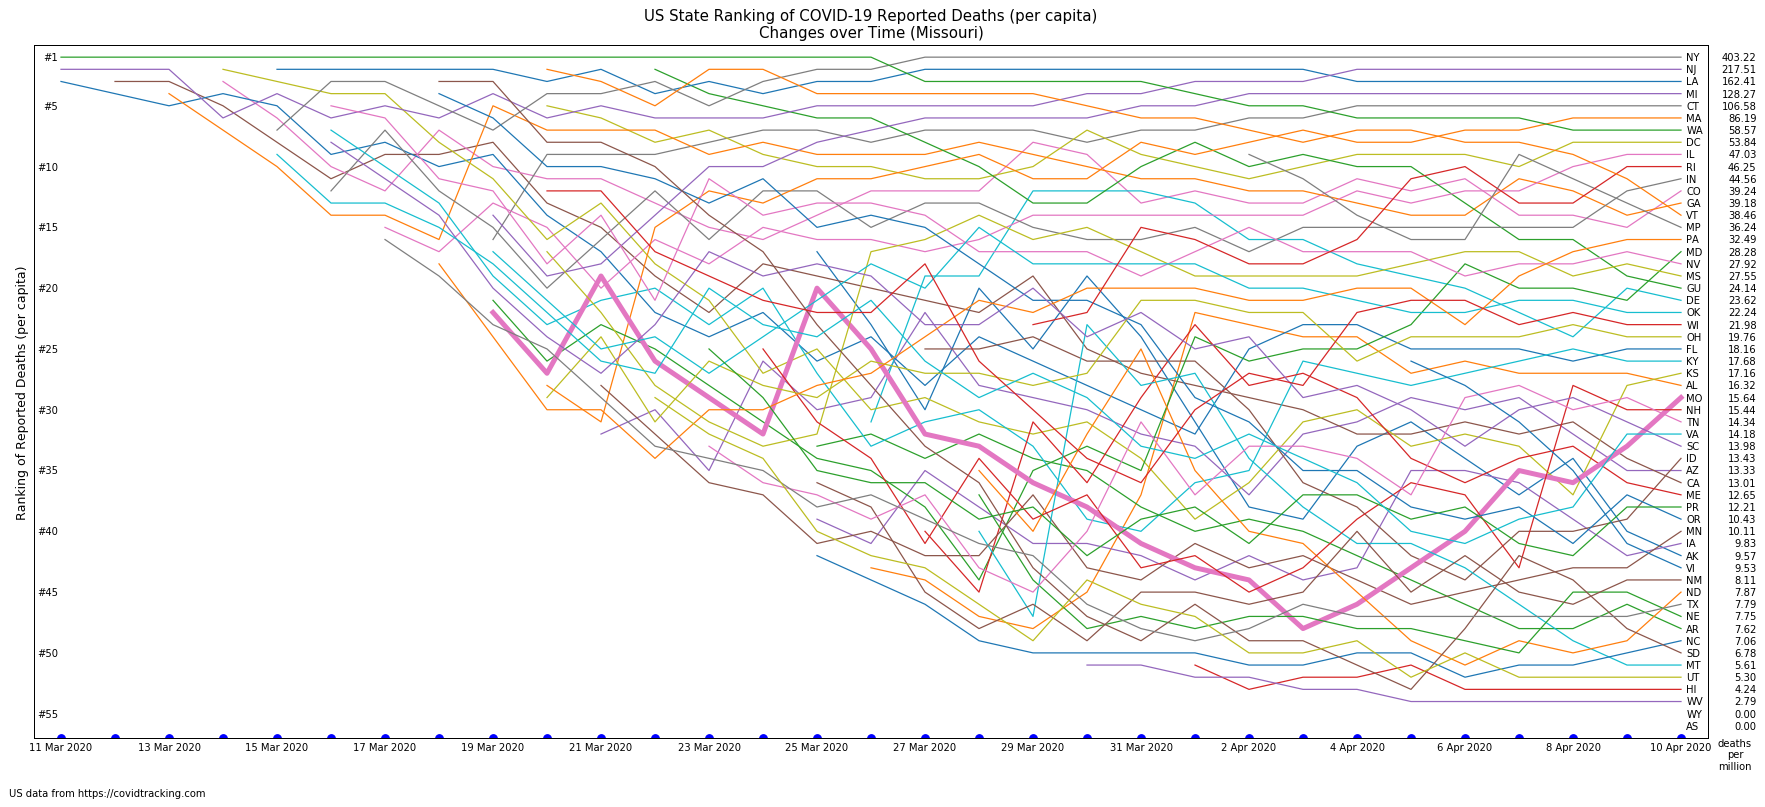 US State Ranking of COVID-19 Reported Deaths (per capita)
Changes over Time (Missouri)
Ranking of Reported Deaths (per capita)
#1
#5
#10
#15
#20
#25
#30
#35
#40
#45
#50
#55
NY 403.22
NJ 217.51
LA 162.41
MI 128.27
CT 106.58
MA 86.19
WA 58.57
DC 53.84
IL 47.03
RI 46.25
IN 44.56
CO 39.24
GA 39.18
VT 38.46
MP 36.24
PA 32.49
MD 28.28
NV 27.92
MS 27.55
GU 24.14
DE 23.62
OK 22.24
WI 21.98
OH 19.76
FL 18.16
KY 17.68
KS 17.16
AL 16.32
MO 15.64
NH 15.44
TN 14.34
VA 14.18
SC 13.98
ID 13.43
AZ 13.33
CA 13.01
ME 12.65
PR 12.21
OR 10.43
MN 10.11
IA 9.83
AK 9.57
VI 9.53
NM 8.11
ND 7.87
TX 7.79
NE 7.75
AR 7.62
NC 7.06
SD 6.78
MT 5.61
UT 5.30
HI 4.24
WV 2.79
WY 0.00
AS 0.00
11 Mar 2020 13 Mar 2020 15 Mar 2020 17 Mar 2020 19 Mar 2020 21 Mar 2020 23 Mar 2020 25 Mar 2020 27 Mar 2020 29 Mar 2020 31 Mar 2020 2 Apr 2020 4 Apr 2020 6 Apr 2020 8 Apr 2020 10 Apr 2020
deaths
per
million
US data from https://covidtracking.com